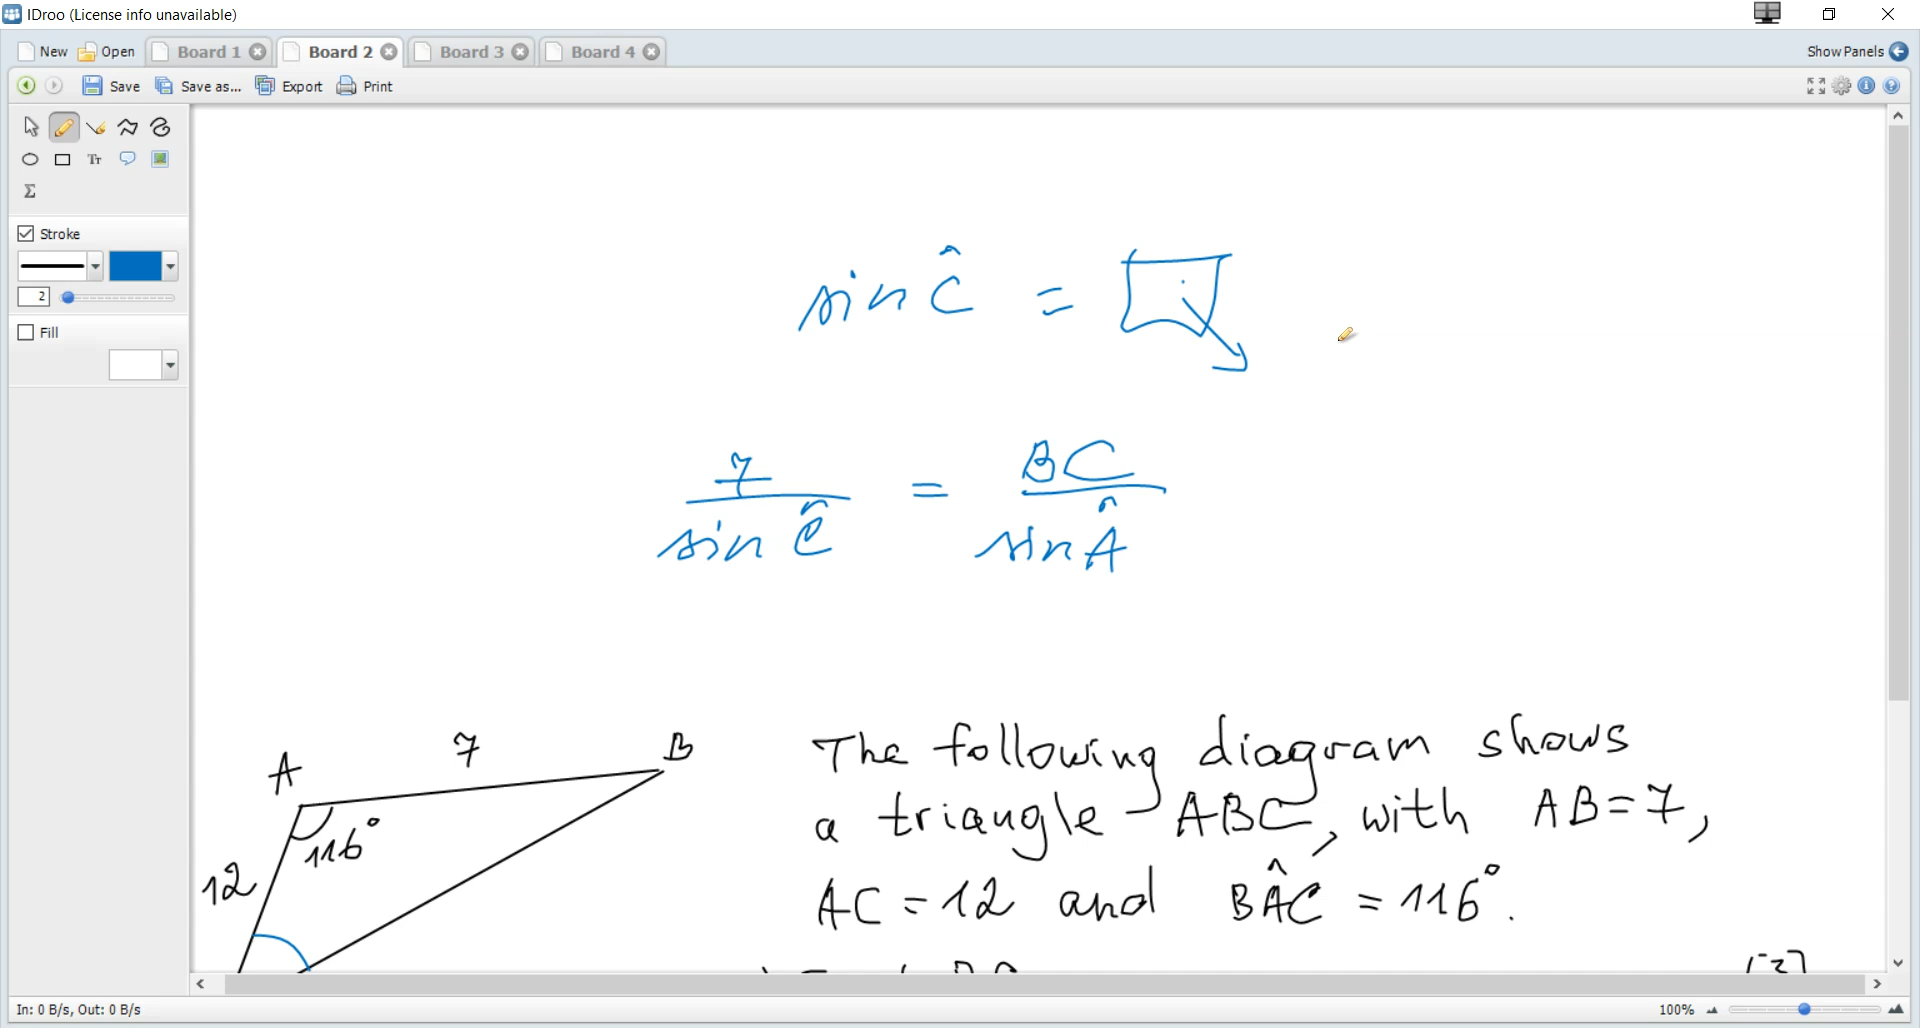 IDroo (License info unavailable)
New Open Board 1 Board 2 Board 3 Board 4 Show Panels
Save Save as... Export Print
Tr
Σ
Stroke
2
Fill
sin Ĉ =
7 / sin Ĉ = BC / sin Â
A 7 B
116°
12
The following diagram shows
a triangle ABC, with AB=7,
AC=12 and BÂC = 116°.
In: 0 B/s, Out: 0 B/s 100%